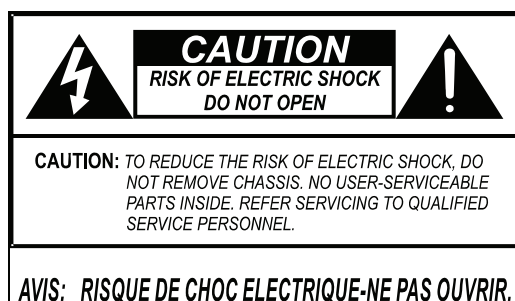 CAUTION
RISK OF ELECTRIC SHOCK
DO NOT OPEN
CAUTION: TO REDUCE THE RISK OF ELECTRIC SHOCK, DO
NOT REMOVE CHASSIS. NO USER-SERVICEABLE
PARTS INSIDE. REFER SERVICING TO QUALIFIED
SERVICE PERSONNEL.
AVIS: RISQUE DE CHOC ELECTRIQUE-NE PAS OUVRIR.